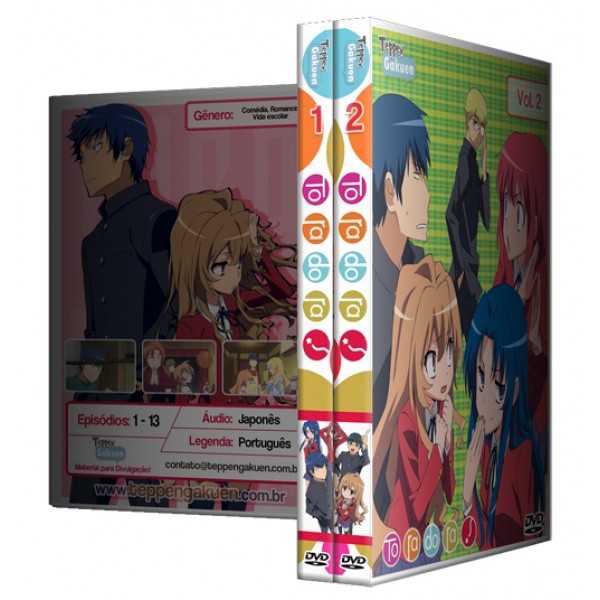 Gênero:
Comédia, Romance
Vida escolar
Episódios: 1 - 13
Áudio: Japonês
Teppen
Gakuen
Legenda: Português
Material para Divulgação!
contato@teppengakuen.com.b
www.teppengakuen.com.br
Teppen
Gakuen
1
To ra do ra !
DVD
Teppen
Gakuen
2
To ra do ra !
DVD
Teppen
Gakuen
Vol. 2
To ra do ra !
DVD